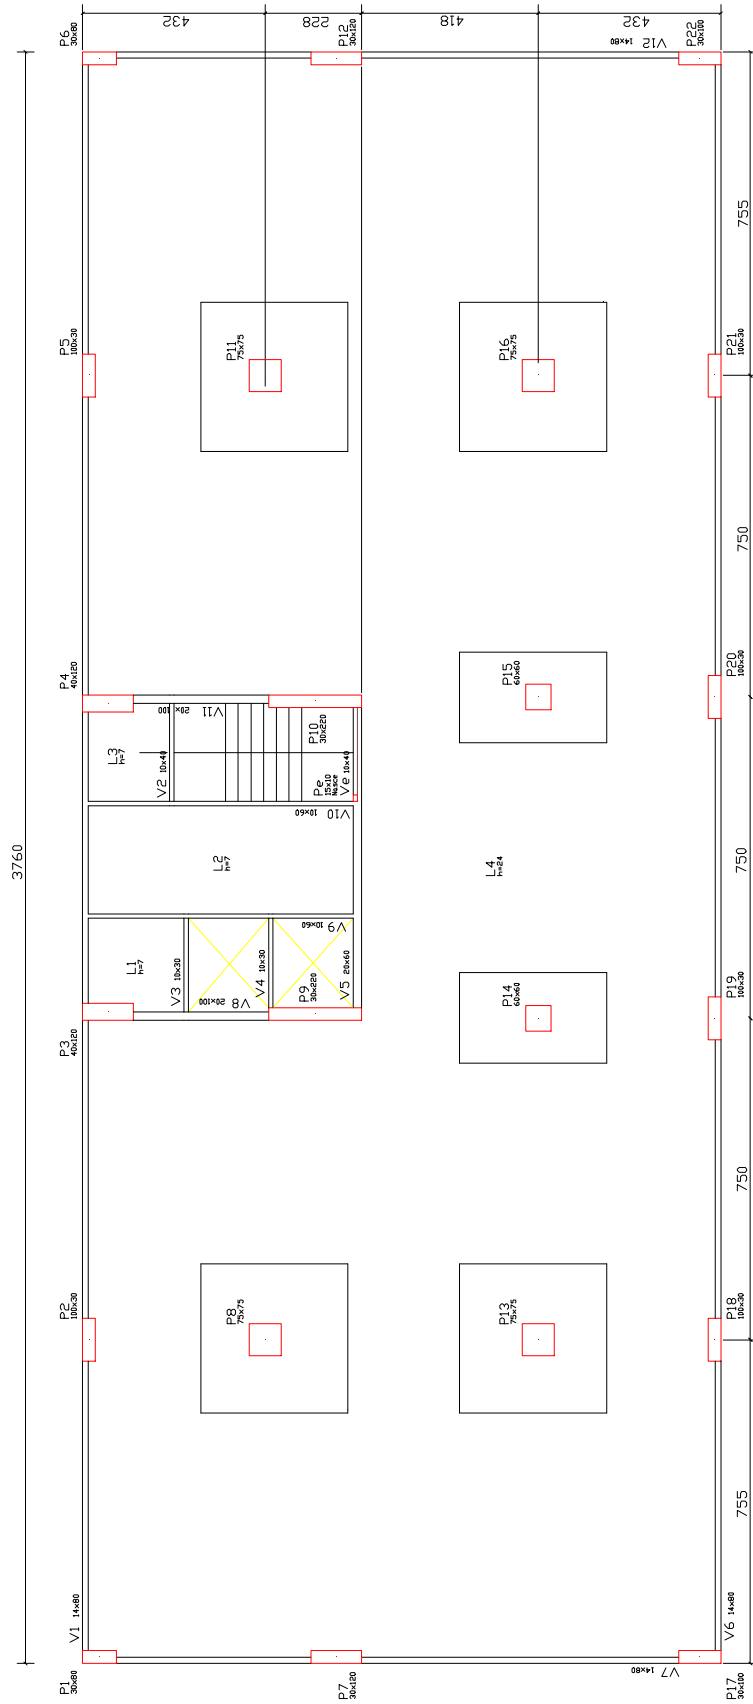 432
228
418
432
P6
30x80
P12
30x120
V12 14x80
P22
30x100
755
P5
100x30
P11
75x75
P16
75x75
P21
100x30
750
P4
40x120
P15
60x60
P20
100x30
L3
h=7
V2 10x40
V11 20x100
P10
30x220
Pe
15x10
Nasce
Ve 10x40
V10
10x60
3760
L2
h=7
L4
h=24
750
L1
h=7
V3 10x30
V8 20x100
V4 10x30
P9
30x220
V5 20x60
V9 10x60
P3
40x120
P14
60x60
P19
100x30
750
P2
100x30
P8
75x75
P13
75x75
P18
100x30
755
V1 14x80
V6 14x80
P1
30x80
P7
30x120
V7 14x80
P17
30x100